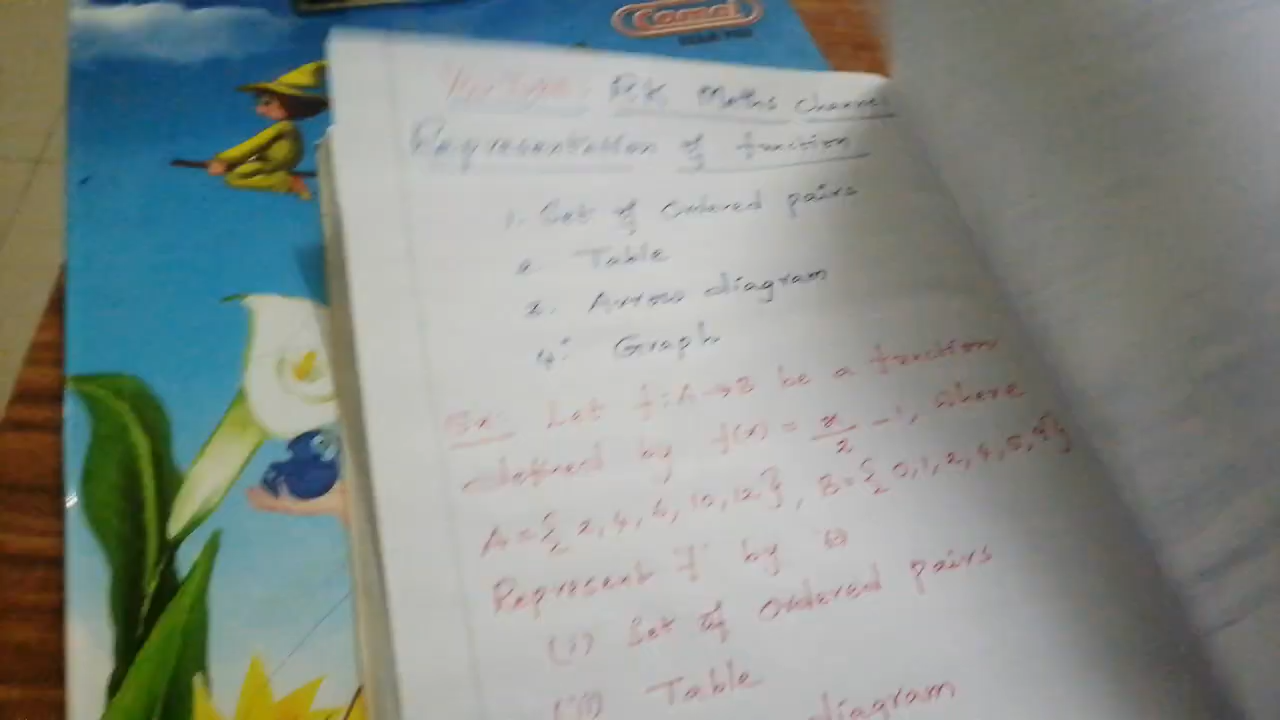 Camel
PK Maths Channel
Representation of function
1. Set of ordered pairs
2. Table
3. Arrow diagram
4. Graph
Ex: Let f: A → B be a function
defined by f(x) = x/2 - 1, where
A = { 2, 4, 6, 10, 12 }, B = { 0, 1, 2, 4, 5, 9 }
Represent f by
(i) Set of ordered pairs
(ii) Table
diagram